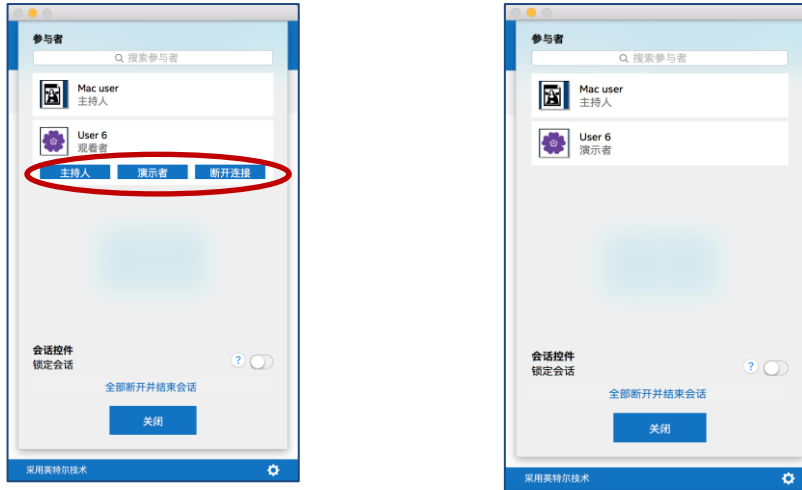 参与者
搜索参与者
Mac user
主持人
User 6
观看者
主持人 演示者 断开连接
会话控件
锁定会话 ?
全部断开并结束会话
关闭
采用英特尔技术
参与者
搜索参与者
Mac user
主持人
User 6
演示者
会话控件
锁定会话 ?
全部断开并结束会话
关闭
采用英特尔技术